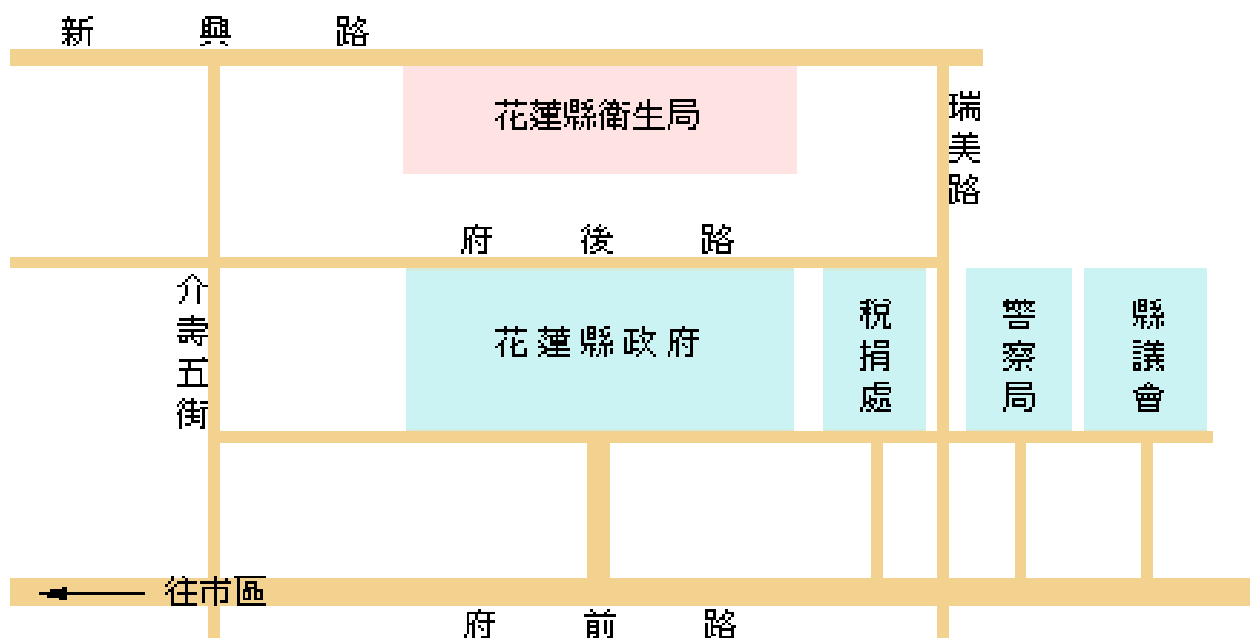 新興路
花蓮縣衛生局
瑞美路
府後路
介壽五街
花蓮縣政府
稅捐處
警察局
縣議會
往市區
府前路